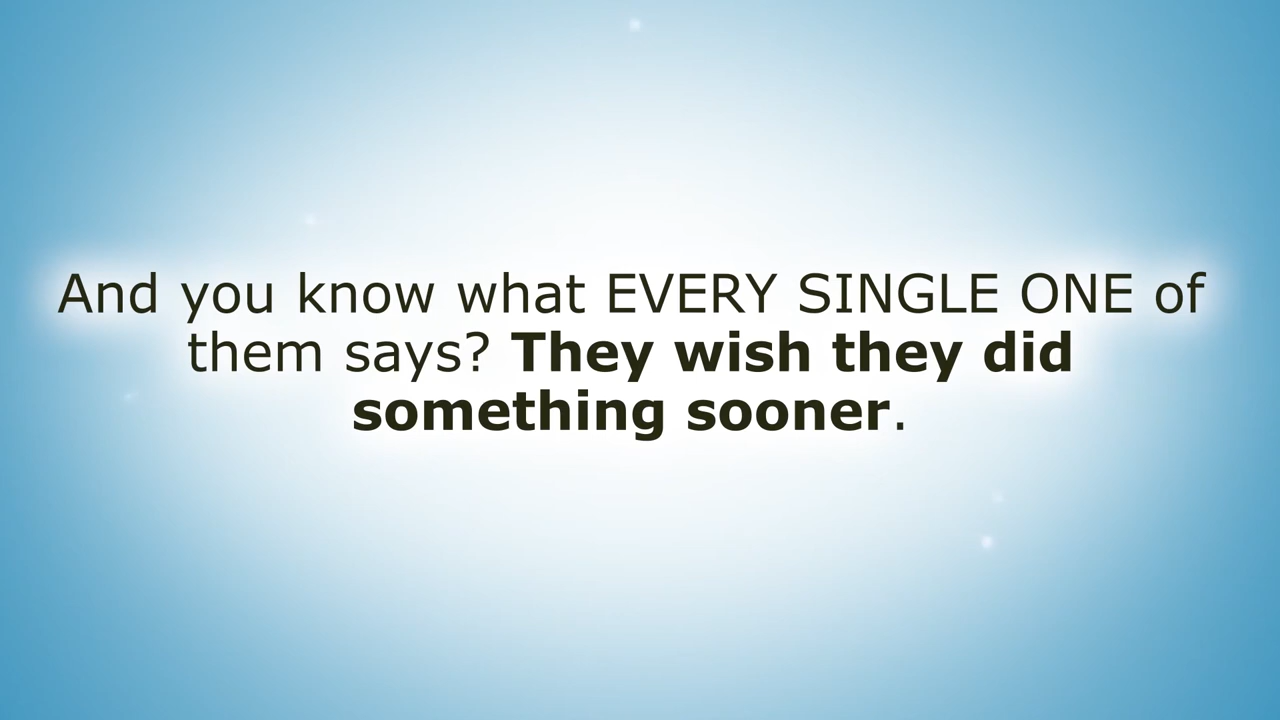 And you know what EVERY SINGLE ONE of
them says? They wish they did
something sooner.